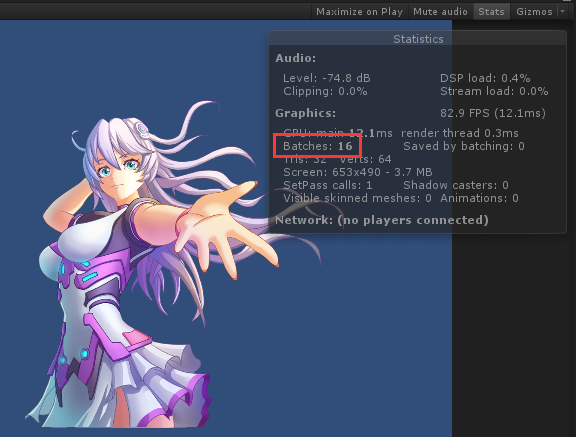 Maximize on Play Mute audio Stats Gizmos
Statistics
Audio:
Level: -74.8 dB DSP load: 0.4%
Clipping: 0.0% Stream load: 0.0%
Graphics: 82.9 FPS (12.1ms)
CPU: main 12.1ms render thread 0.3ms
Batches: 16 Saved by batching: 0
Tris: 32 Verts: 64
Screen: 653x490 - 3.7 MB
SetPass calls: 1 Shadow casters: 0
Visible skinned meshes: 0 Animations: 0
Network: (no players connected)